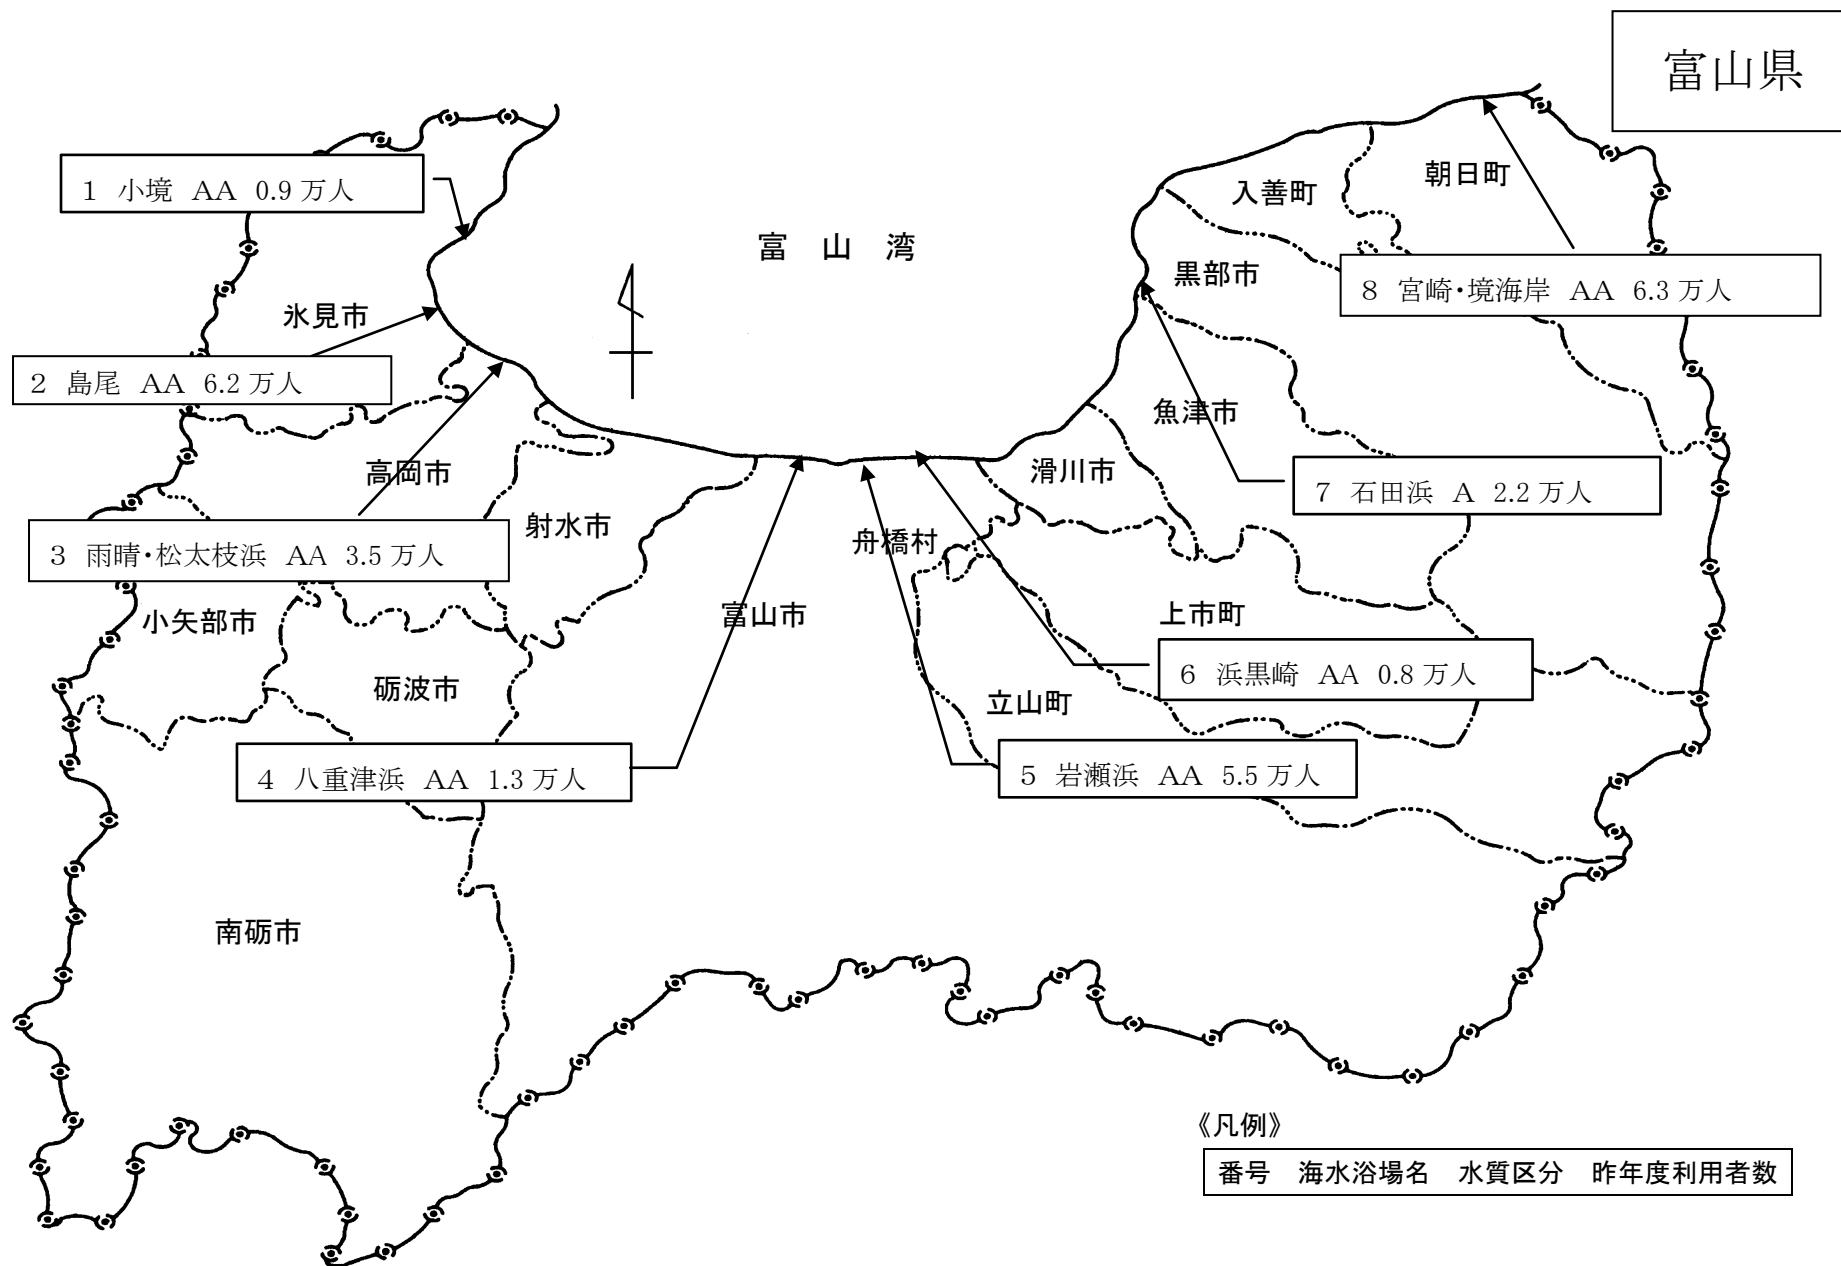 富山県
1 小境 AA 0.9 万人
富 山 湾
入善町
朝日町
黒部市
8 宮崎・境海岸 AA 6.3 万人
氷見市
2 島尾 AA 6.2 万人
魚津市
高岡市
滑川市
7 石田浜 A 2.2 万人
射水市
舟橋村
3 雨晴・松太枝浜 AA 3.5 万人
小矢部市
富山市
上市町
砺波市
立山町
6 浜黒崎 AA 0.8 万人
4 八重津浜 AA 1.3 万人
5 岩瀬浜 AA 5.5 万人
南砺市
《凡例》
番号 海水浴場名 水質区分 昨年度利用者数